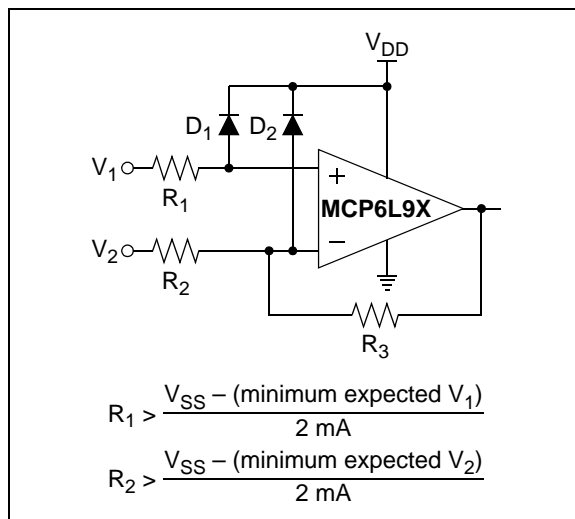 V_DD
D_1 D_2
V_1
R_1
+
MCP6L9X
V_2
−
R_2
R_3
R_1 > V_SS – (minimum expected V_1) / 2 mA
R_2 > V_SS – (minimum expected V_2) / 2 mA